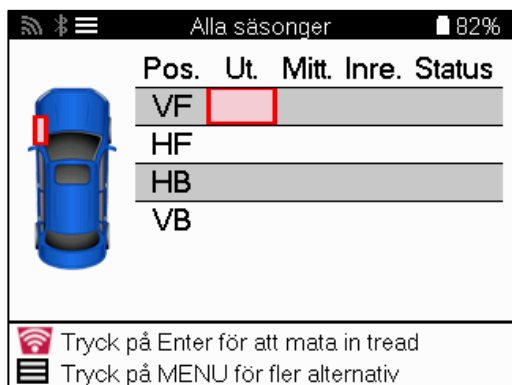 Alla säsonger 82%
Pos. Ut. Mitt. Inre. Status
VF
HF
HB
VB
Tryck på Enter för att mata in tread
Tryck på MENU för fler alternativ